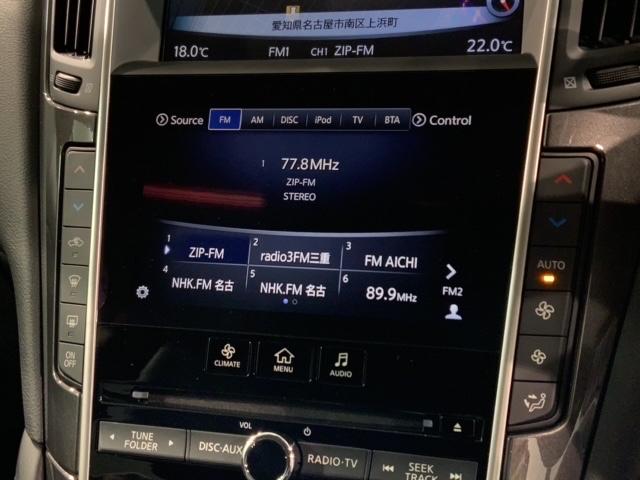 愛知県名古屋市南区上浜町
18.0℃ FM1 CH1 ZIP-FM 22.0℃
Source FM AM DISC iPod TV BTA Control
1 77.8MHz
ZIP-FM
STEREO
1 ZIP-FM 2 radio3FM三重 3 FM AICHI
4 NHK.FM 名古 5 NHK.FM 名古 6 89.9MHz
FM2
AUTO
ON OFF
CLIMATE MENU AUDIO
VOL
TUNE FOLDER DISC·AUX RADIO·TV SEEK TRACK